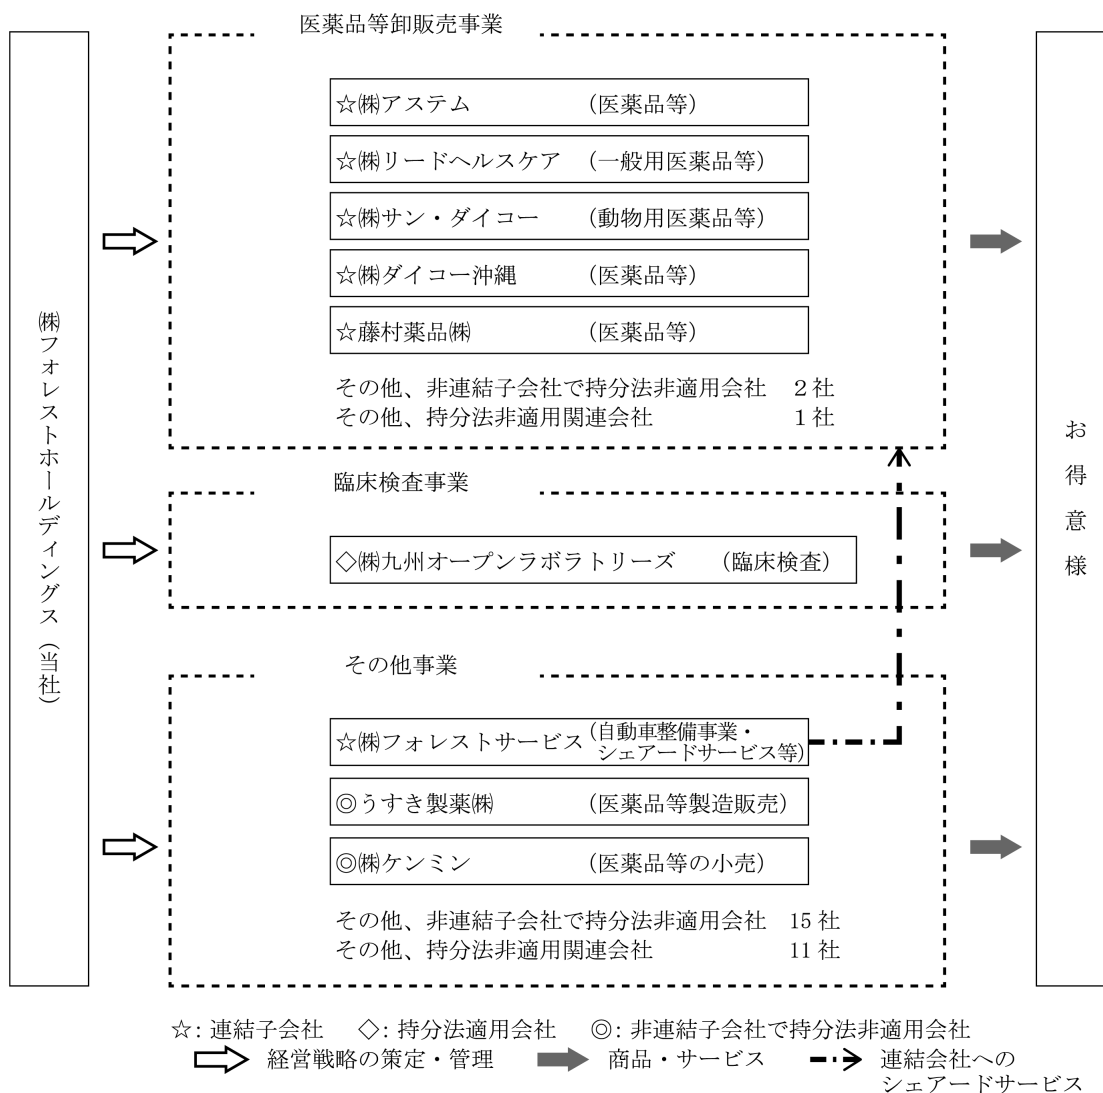 ㈱フォレストホールディングス（当社）
医薬品等卸販売事業
☆㈱アステム （医薬品等）
☆㈱リードヘルスケア （一般用医薬品等）
☆㈱サン・ダイコー （動物用医薬品等）
☆㈱ダイコー沖縄 （医薬品等）
☆藤村薬品㈱ （医薬品等）
その他、非連結子会社で持分法非適用会社 ２社
その他、持分法非適用関連会社 １社
臨床検査事業
◇㈱九州オープンラボラトリーズ （臨床検査）
その他事業
☆㈱フォレストサービス（自動車整備事業・
シェアードサービス等）
◎うすき製薬㈱ （医薬品等製造販売）
◎㈱ケンミン （医薬品等の小売）
その他、非連結子会社で持分法非適用会社 15 社
その他、持分法非適用関連会社 11 社
お得意様
☆: 連結子会社 ◇: 持分法適用会社 ◎: 非連結子会社で持分法非適用会社
経営戦略の策定・管理 商品・サービス 連結会社への
シェアードサービス